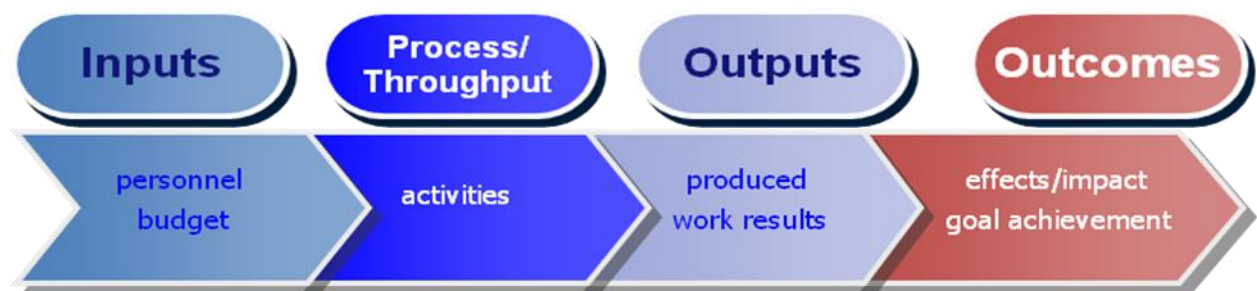 Inputs
Process/
Throughput
Outputs
Outcomes
personnel
budget
activities
produced
work results
effects/impact
goal achievement